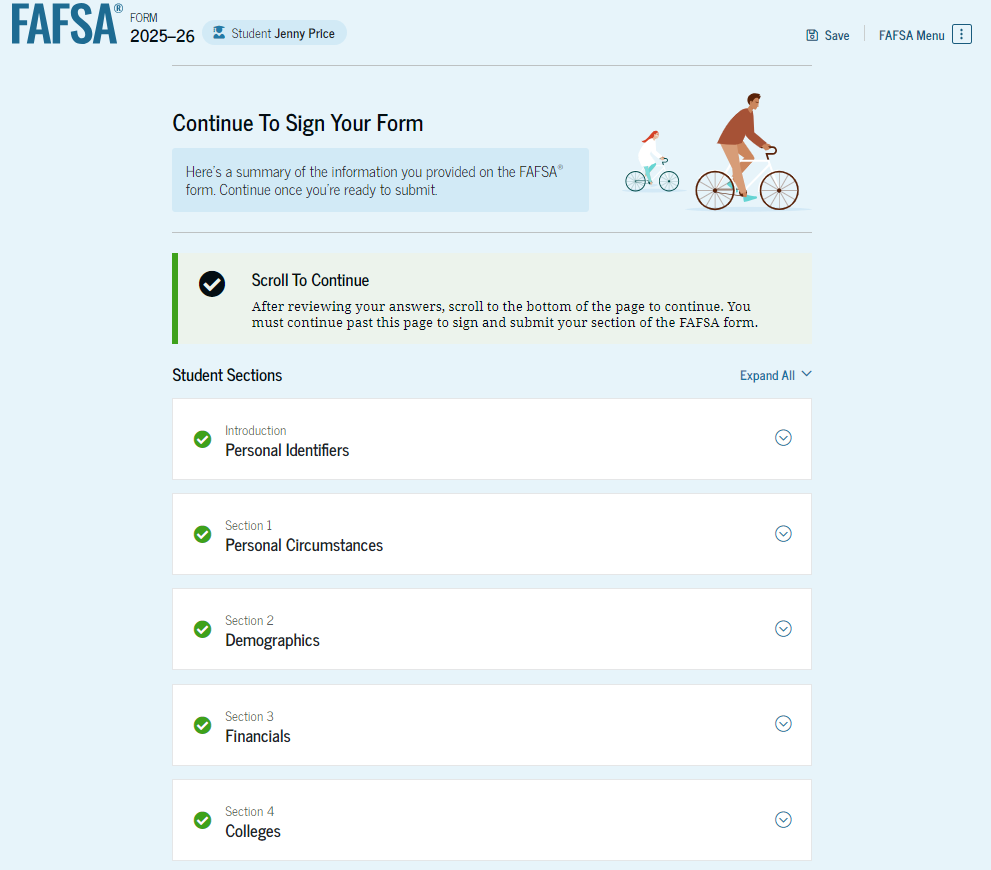 FAFSA®
FORM
2025–26
Student Jenny Price
Save
FAFSA Menu
Continue To Sign Your Form
Here's a summary of the information you provided on the FAFSA®
form. Continue once you're ready to submit.
Scroll To Continue
After reviewing your answers, scroll to the bottom of the page to continue. You
must continue past this page to sign and submit your section of the FAFSA form.
Student Sections
Expand All
Introduction
Personal Identifiers
Section 1
Personal Circumstances
Section 2
Demographics
Section 3
Financials
Section 4
Colleges